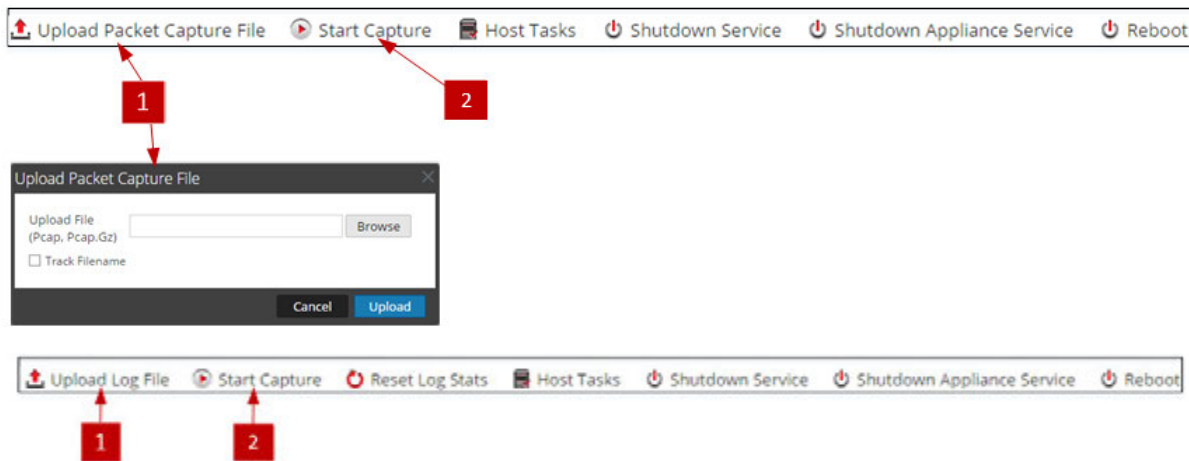 Upload Packet Capture File Start Capture Host Tasks Shutdown Service Shutdown Appliance Service Reboot
1 2
Upload Packet Capture File
Upload File
(Pcap, Pcap.Gz)
Browse
Track Filename
Cancel Upload
Upload Log File Start Capture Reset Log Stats Host Tasks Shutdown Service Shutdown Appliance Service Reboot
1 2